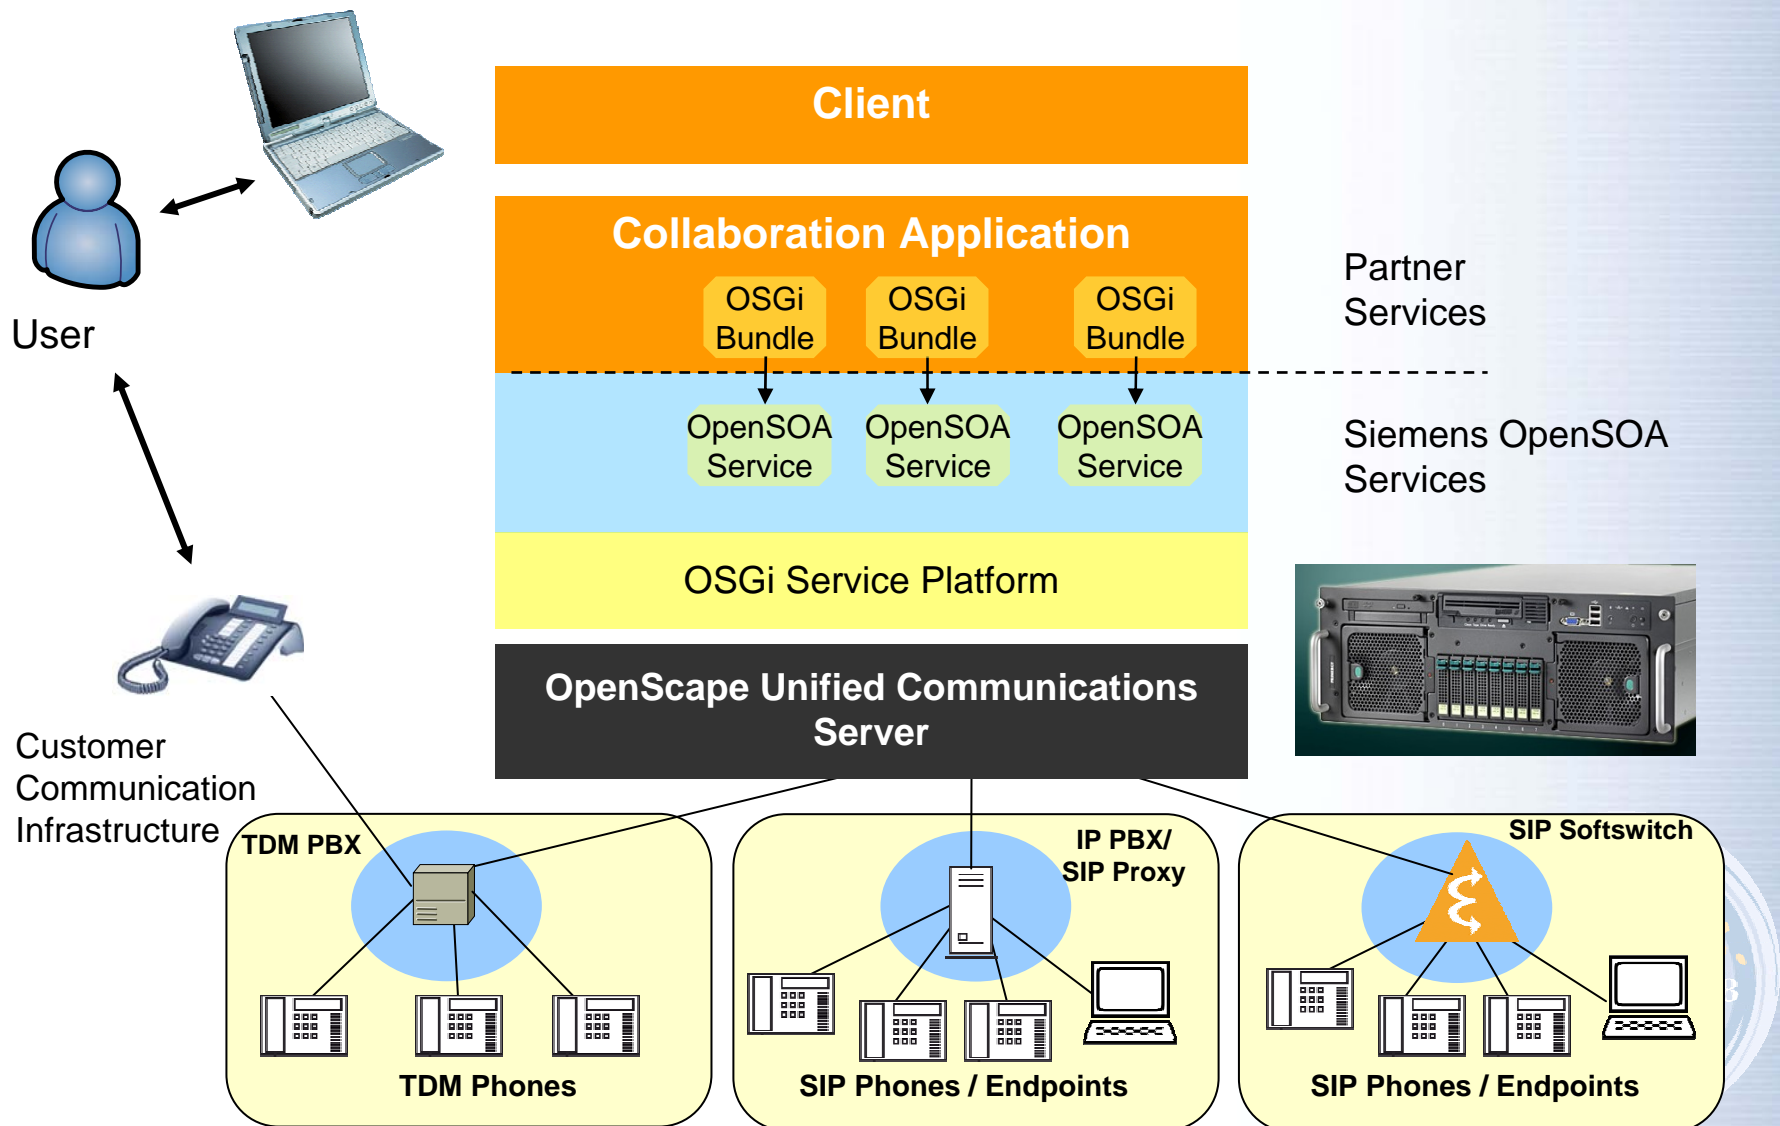 Client
Collaboration Application
OSGi
Bundle
OSGi
Bundle
OSGi
Bundle
Partner
Services
User
OpenSOA
Service
OpenSOA
Service
OpenSOA
Service
Siemens OpenSOA
Services
OSGi Service Platform
OpenScape Unified Communications
Server
Customer
Communication
Infrastructure
TDM PBX
IP PBX/
SIP Proxy
SIP Softswitch
TDM Phones
SIP Phones / Endpoints
SIP Phones / Endpoints